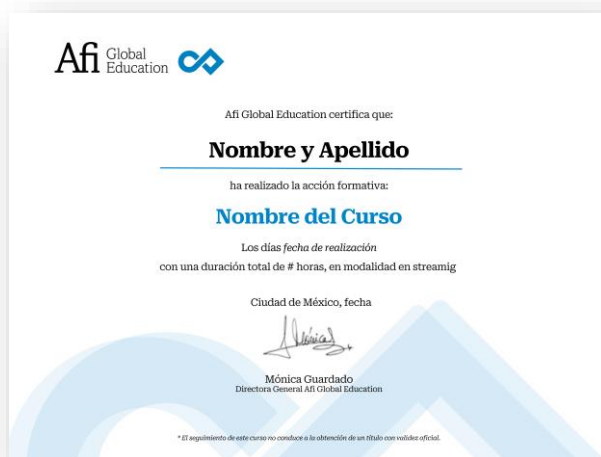 Afi Global
Education
Afi Global Education certifica que:
Nombre y Apellido
ha realizado la acción formativa:
Nombre del Curso
Los días fecha de realización
con una duración total de # horas, en modalidad en streamig
Ciudad de México, fecha
Mónica
Mónica Guardado
Directora General Afi Global Education
* El seguimiento de este curso no conduce a la obtención de un título con validez oficial.